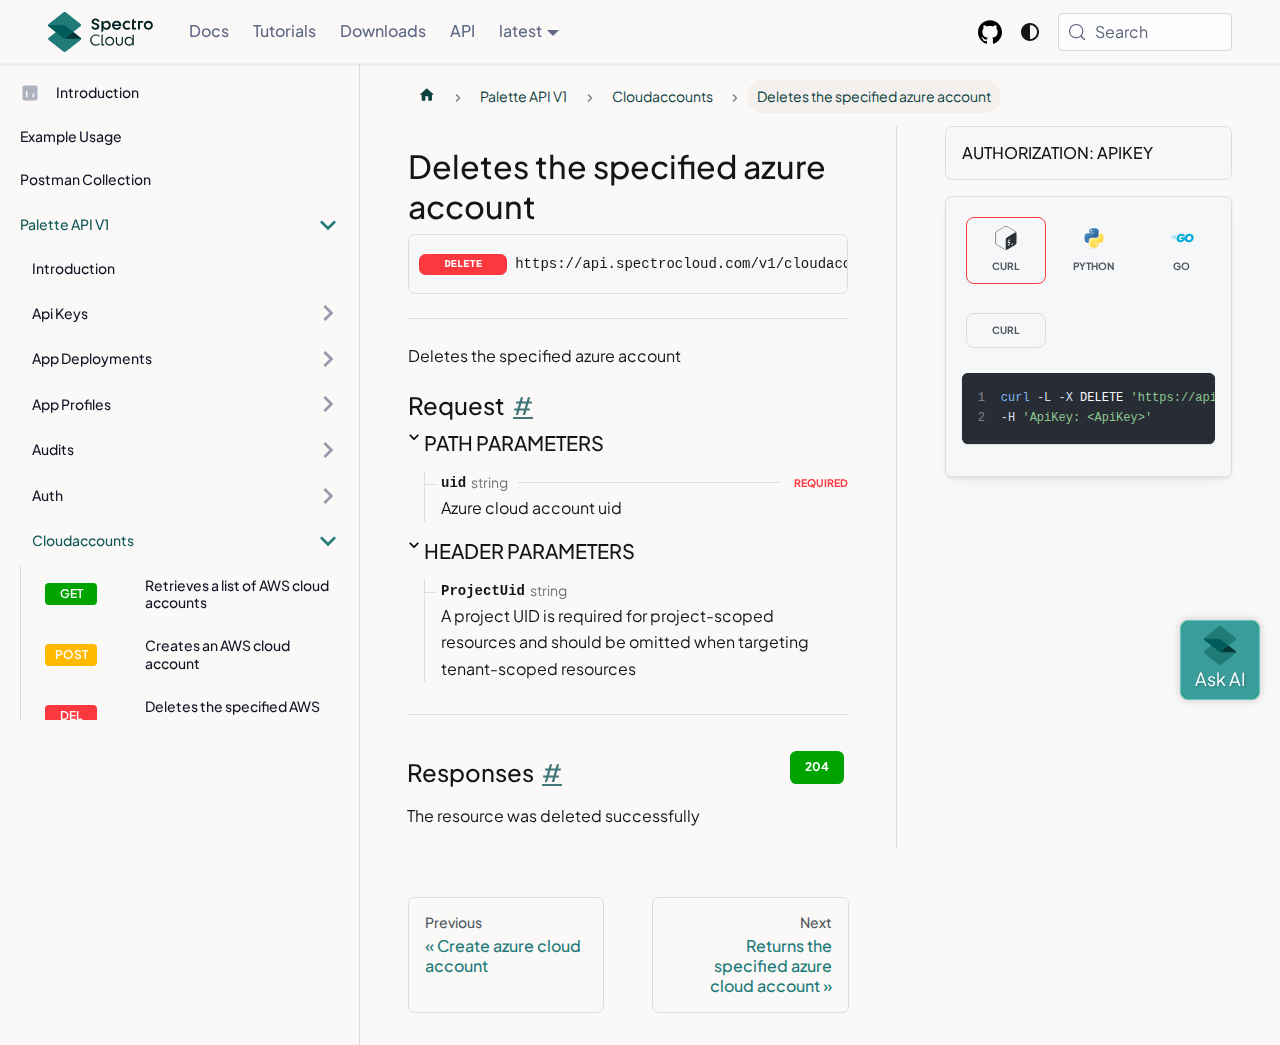 Spectro
Cloud
Docs
Tutorials
Downloads
API
latest
Search
Introduction
Example Usage
Postman Collection
Palette API V1
Introduction
Api Keys
App Deployments
App Profiles
Audits
Auth
Cloudaccounts
GET
Retrieves a list of AWS cloud
accounts
POST
Creates an AWS cloud
account
DEL
Deletes the specified AWS
Palette API V1
Cloudaccounts
Deletes the specified azure account
Deletes the specified azure
account
DELETE
https://api.spectrocloud.com/v1/cloudacc
Deletes the specified azure account
Request #
PATH PARAMETERS
uid string
REQUIRED
Azure cloud account uid
HEADER PARAMETERS
ProjectUid string
A project UID is required for project-scoped
resources and should be omitted when targeting
tenant-scoped resources
Responses #
204
The resource was deleted successfully
Previous
« Create azure cloud
account
Next
Returns the
specified azure
cloud account »
AUTHORIZATION: APIKEY
CURL
PYTHON
GO
CURL
1 curl -L -X DELETE 'https://api
2 -H 'ApiKey: <ApiKey>'
Ask AI